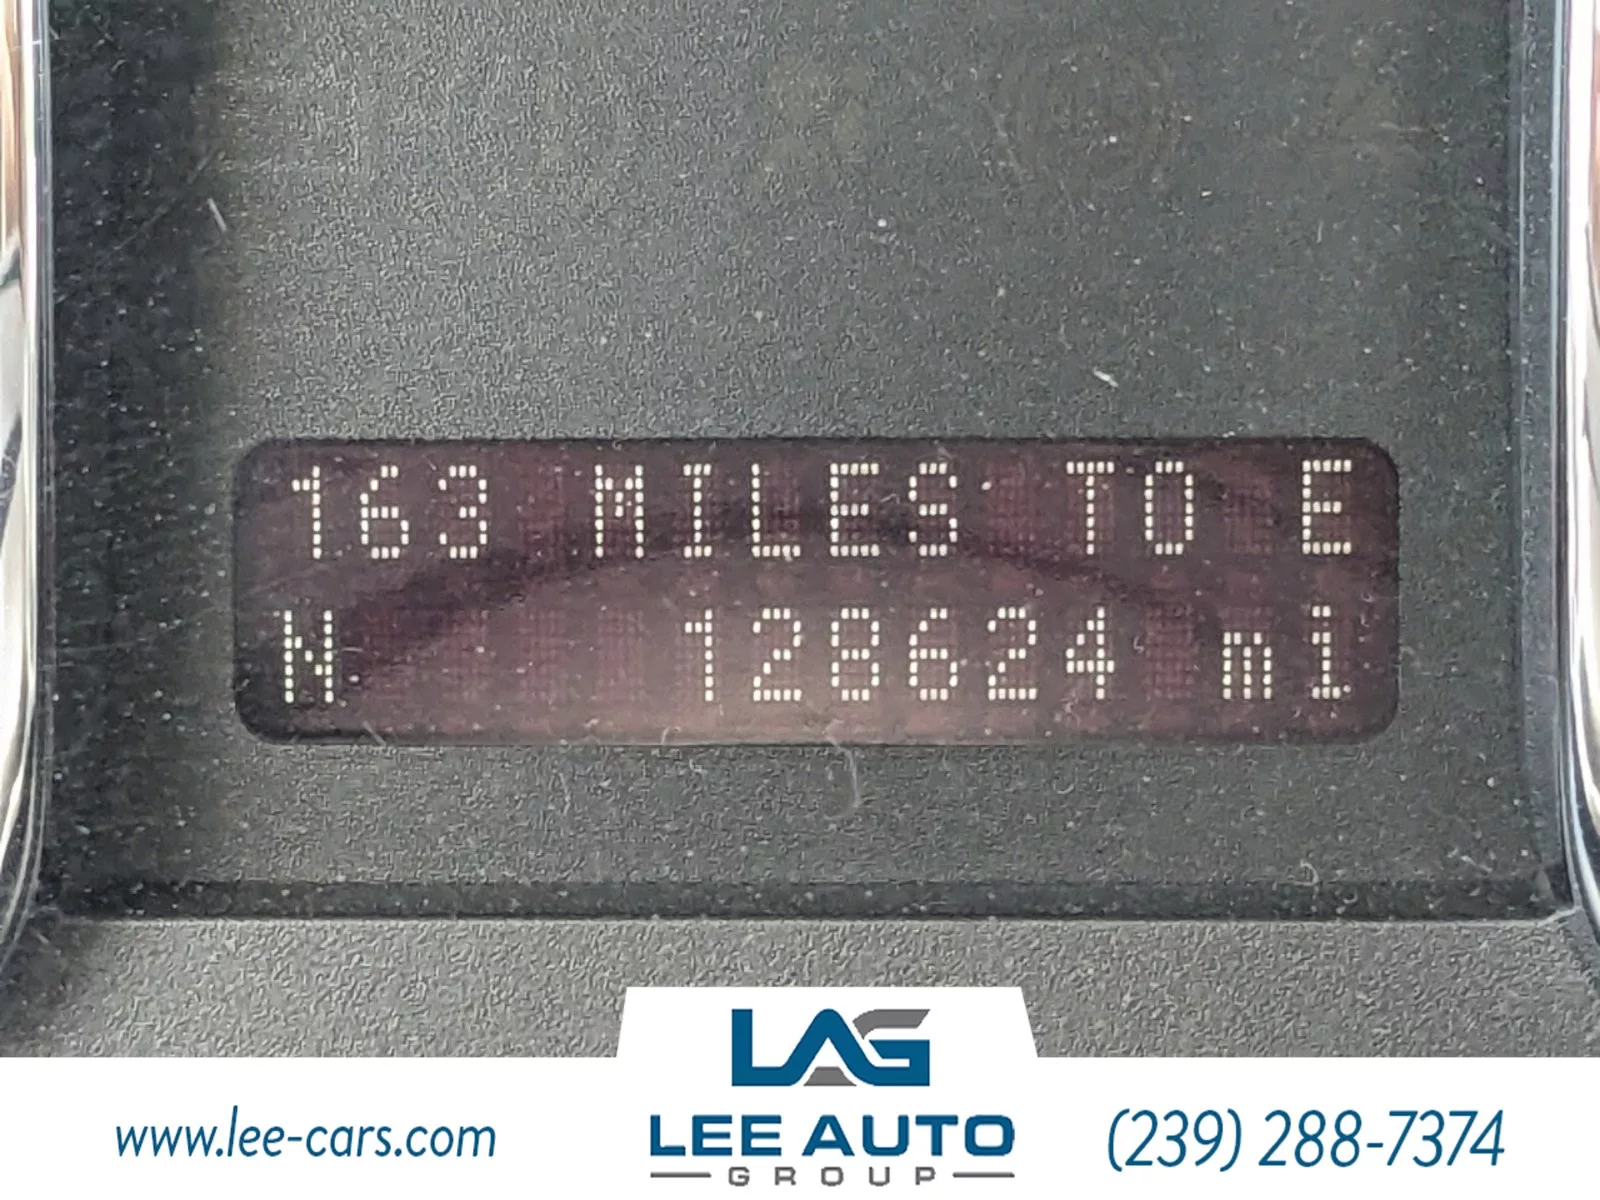 163 MILES TO E
N 128624 mi
LAG
www.lee-cars.com
LEE AUTO
GROUP
(239) 288-7374